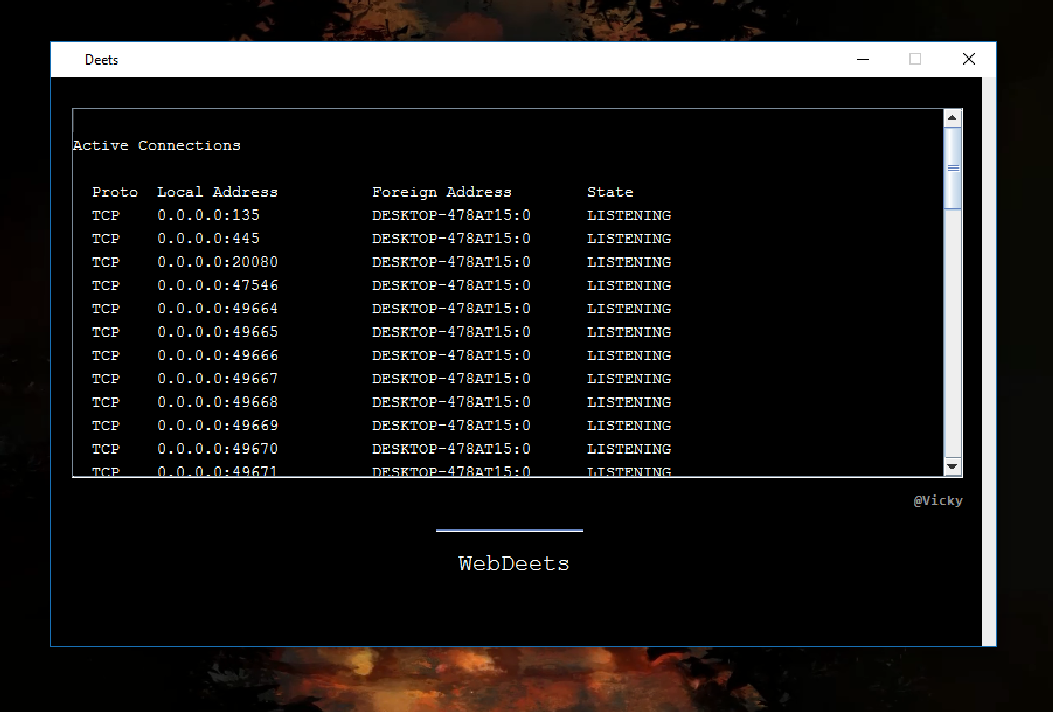 Deets
Active Connections
Proto Local Address Foreign Address State
TCP 0.0.0.0:135 DESKTOP-478AT15:0 LISTENING
TCP 0.0.0.0:445 DESKTOP-478AT15:0 LISTENING
TCP 0.0.0.0:20080 DESKTOP-478AT15:0 LISTENING
TCP 0.0.0.0:47546 DESKTOP-478AT15:0 LISTENING
TCP 0.0.0.0:49664 DESKTOP-478AT15:0 LISTENING
TCP 0.0.0.0:49665 DESKTOP-478AT15:0 LISTENING
TCP 0.0.0.0:49666 DESKTOP-478AT15:0 LISTENING
TCP 0.0.0.0:49667 DESKTOP-478AT15:0 LISTENING
TCP 0.0.0.0:49668 DESKTOP-478AT15:0 LISTENING
TCP 0.0.0.0:49669 DESKTOP-478AT15:0 LISTENING
TCP 0.0.0.0:49670 DESKTOP-478AT15:0 LISTENING
TCP 0.0.0.0:49671 DESKTOP-478AT15:0 LISTENING
@Vicky
WebDeets